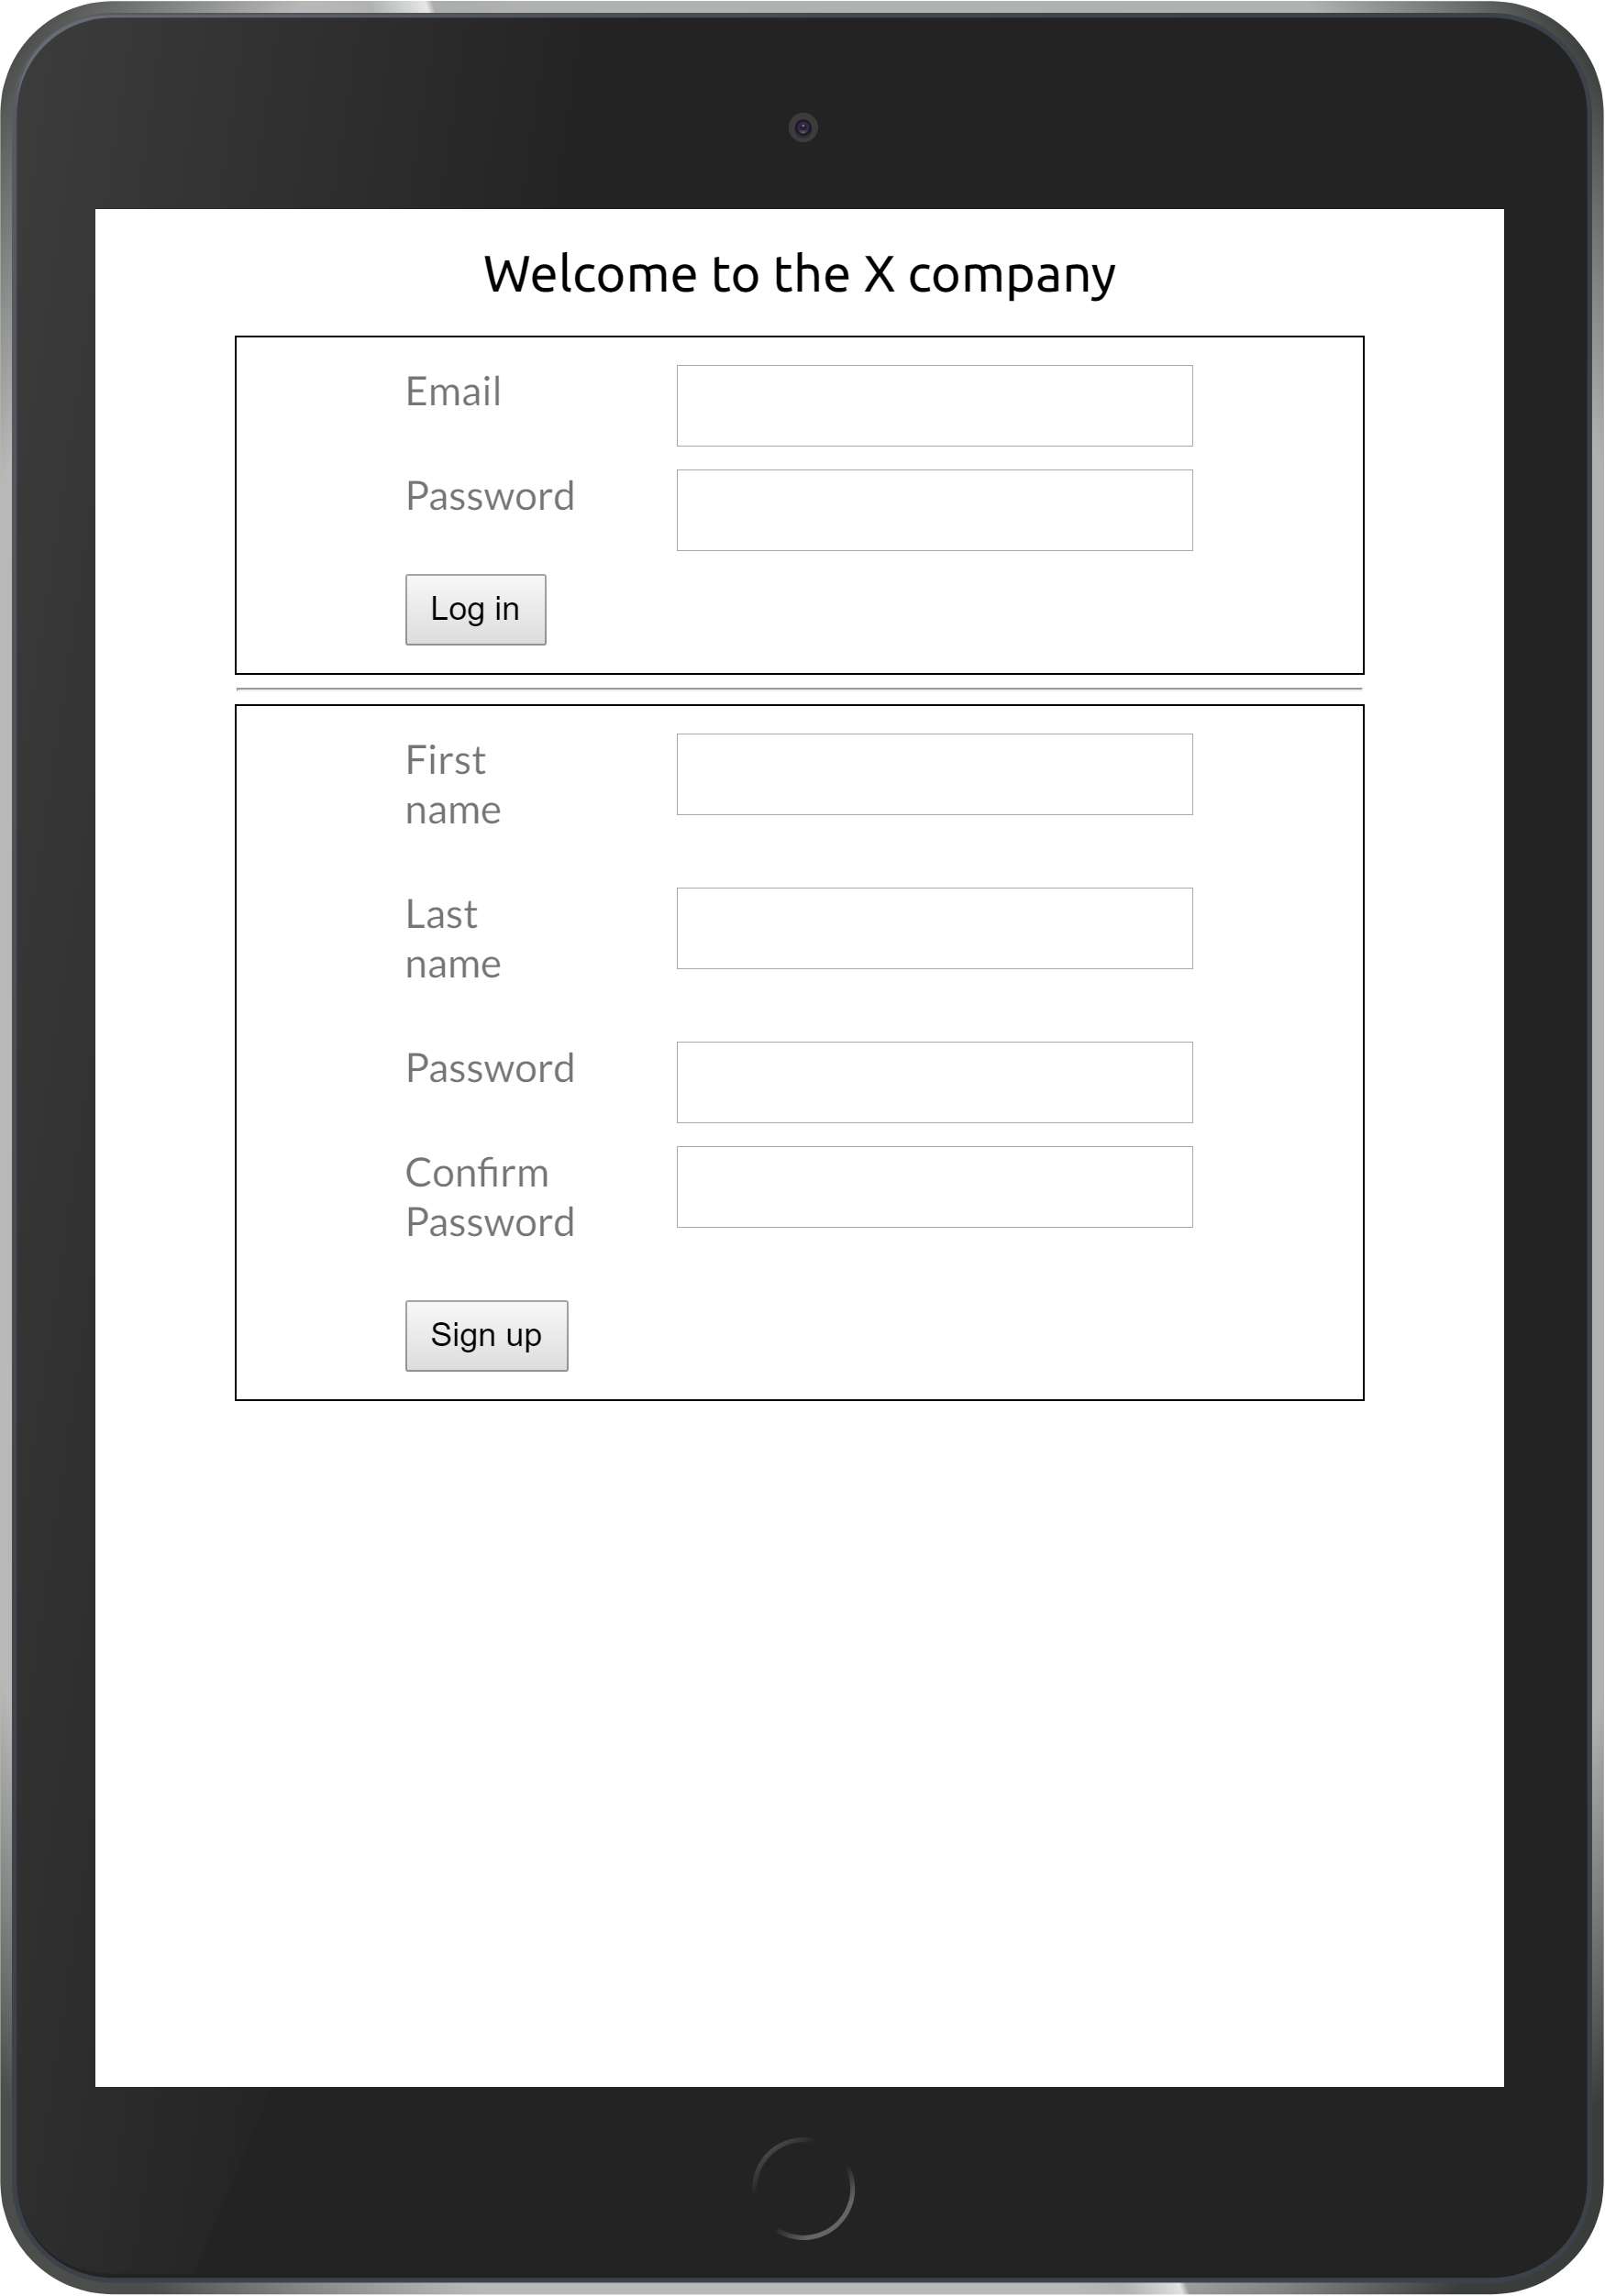 Welcome to the X company
Email
Password
Log in
First
name
Last
name
Password
Confirm
Password
Sign up